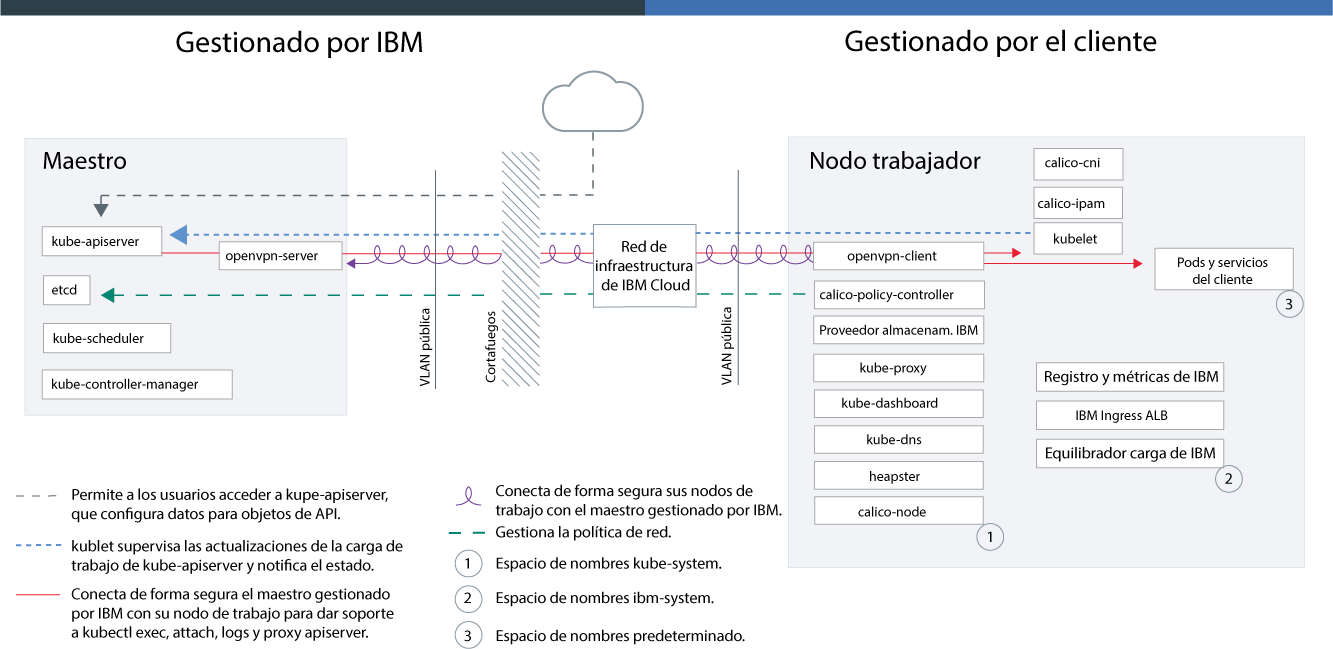 Gestionado por IBM
Gestionado por el cliente
Maestro
kube-apiserver
openvpn-server
etcd
kube-scheduler
kube-controller-manager
VLAN pública
Cortafuegos
Red de
infraestructura
de IBM Cloud
VLAN pública
Nodo trabajador
calico-cni
calico-ipam
kubelet
openvpn-client
Pods y servicios
del cliente
3
calico-policy-controller
Proveedor almacenam. IBM
kube-proxy
kube-dashboard
kube-dns
heapster
calico-node
1
Registro y métricas de IBM
IBM Ingress ALB
Equilibrador carga de IBM
2
Permite a los usuarios acceder a kupe-apiserver,
que configura datos para objetos de API.
kublet supervisa las actualizaciones de la carga de
trabajo de kube-apiserver y notifica el estado.
Conecta de forma segura el maestro gestionado
por IBM con su nodo de trabajo para dar soporte
a kubectl exec, attach, logs y proxy apiserver.
Conecta de forma segura sus nodos de
trabajo con el maestro gestionado por IBM.
Gestiona la política de red.
1 Espacio de nombres kube-system.
2 Espacio de nombres ibm-system.
3 Espacio de nombres predeterminado.